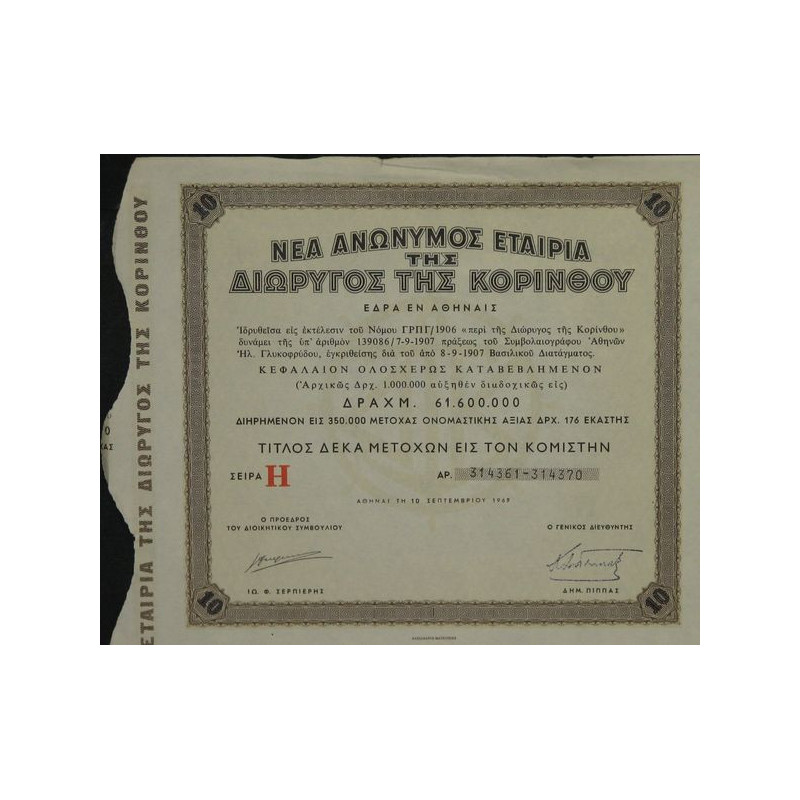 10
10
ΝΕΑ ΑΝΩΝΥΜΟΣ ΕΤΑΙΡΙΑ
ΤΗΣ
ΔΙΩΡΥΓΟΣ ΤΗΣ ΚΟΡΙΝΘΟΥ
ΕΔΡΑ ΕΝ ΑΘΗΝΑΙΣ
Ἱδρυθεῖσα εἰς ἐκτέλεσιν τοῦ Νόμου ΓΡΠΓ/1906 «περὶ τῆς Διώρυγος τῆς Κορίνθου»
δυνάμει τῆς ὑπ' ἀριθμὸν 139086/7-9-1907 πράξεως τοῦ Συμβολαιογράφου Ἀθηνῶν
Ἠλ. Γλυκοφρύδου, ἐγκριθείσης διὰ τοῦ ἀπὸ 8-9-1907 Βασιλικοῦ Διατάγματος.
ΚΕΦΑΛΑΙΟΝ ΟΛΟΣΧΕΡΩΣ ΚΑΤΑΒΕΒΛΗΜΕΝΟΝ
(Ἀρχικῶς Δρχ. 1.000.000 αὐξηθὲν διαδοχικῶς εἰς)
ΔΡΑΧΜ. 61.600.000
ΔΙΗΡΗΜΕΝΟΝ ΕΙΣ 350.000 ΜΕΤΟΧΑΣ ΟΝΟΜΑΣΤΙΚΗΣ ΑΞΙΑΣ ΔΡΧ. 176 ΕΚΑΣΤΗΣ
ΤΙΤΛΟΣ ΔΕΚΑ ΜΕΤΟΧΩΝ ΕΙΣ ΤΟΝ ΚΟΜΙΣΤΗΝ
ΣΕΙΡΑ Η ΑΡ. 314361-314370
ΑΘΗΝΑΙ ΤΗ 10 ΣΕΠΤΕΜΒΡΙΟΥ
Ο ΠΡΟΕΔΡΟΣ
ΤΟΥ ΔΙΟΙΚΗΤΙΚΟΥ ΣΥΜΒΟΥΛΙΟΥ
Ο ΓΕΝΙΚΟΣ ΔΙΕΥΘΥΝΤΗΣ
ΙΩ. Φ. ΣΕΡΠΙΕΡΗΣ
ΔΗΜ. ΠΙΠΠΑΣ
10
10
ΕΤΑΙΡΙΑ ΤΗΣ ΔΙΩΡΥΓΟΣ ΤΗΣ ΚΟΡΙΝΘΟΥ